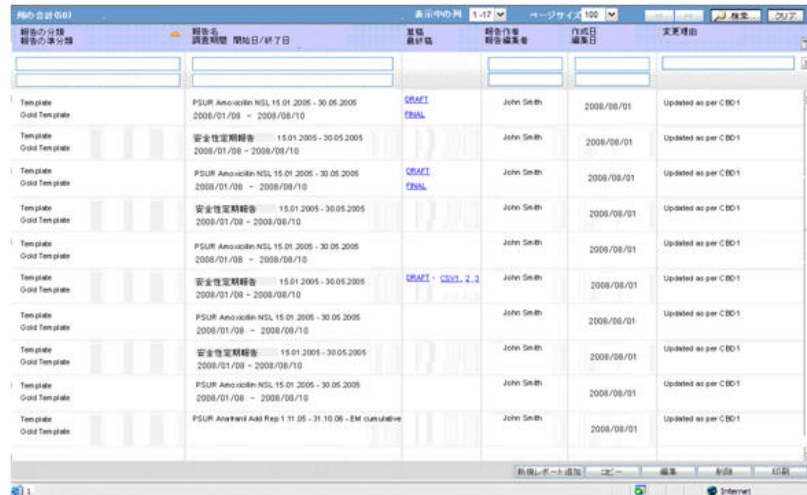 列の合計(50) 表示中の列 1-17 ページサイズ 100 検索... クリア
報告の分類 報告名 草稿 報告作者 作成日 変更理由
報告の準分類 調査期間 開始日/終了日 最終稿 報告編集者 編集日
Template PSUR Amoxicillin NSL 15.01.2005 - 30.05.2005 DRAFT John Smith 2008/08/01 Updated as per CBD1
Gold Template 2008/01/08 - 2008/08/10 FINAL
Template 安全性定期報告 15.01.2005 - 30.05.2005 John Smith 2008/08/01 Updated as per CBD1
Gold Template 2008/01/08 - 2008/08/10
Template PSUR Amoxicillin NSL 15.01.2005 - 30.05.2005 DRAFT John Smith 2008/08/01 Updated as per CBD1
Gold Template 2008/01/08 - 2008/08/10 FINAL
Template 安全性定期報告 15.01.2005 - 30.05.2005 John Smith 2008/08/01 Updated as per CBD1
Gold Template 2008/01/08 - 2008/08/10
Template PSUR Amoxicillin NSL 15.01.2005 - 30.05.2005 John Smith 2008/08/01 Updated as per CBD1
Gold Template 2008/01/08 - 2008/08/10
Template 安全性定期報告 15.01.2005 - 30.05.2005 DRAFT - CSV1, 2, 3 John Smith 2008/08/01 Updated as per CBD1
Gold Template 2008/01/08 - 2008/08/10
Template PSUR Amoxicillin NSL 15.01.2005 - 30.05.2005 John Smith 2008/08/01 Updated as per CBD1
Gold Template 2008/01/08 - 2008/08/10
Template 安全性定期報告 15.01.2005 - 30.05.2005 John Smith 2008/08/01 Updated as per CBD1
Gold Template 2008/01/08 - 2008/08/10
Template PSUR Amoxicillin NSL 15.01.2005 - 30.05.2005 John Smith 2008/08/01 Updated as per CBD1
Gold Template 2008/01/08 - 2008/08/10
Template PSUR Anatranil Add Rep 1.11.05 - 31.10.06 - EM cumulative John Smith 2008/08/01 Updated as per CBD1
Gold Template
新規レポート追加 コピー 編集 削除 印刷
1 Internet